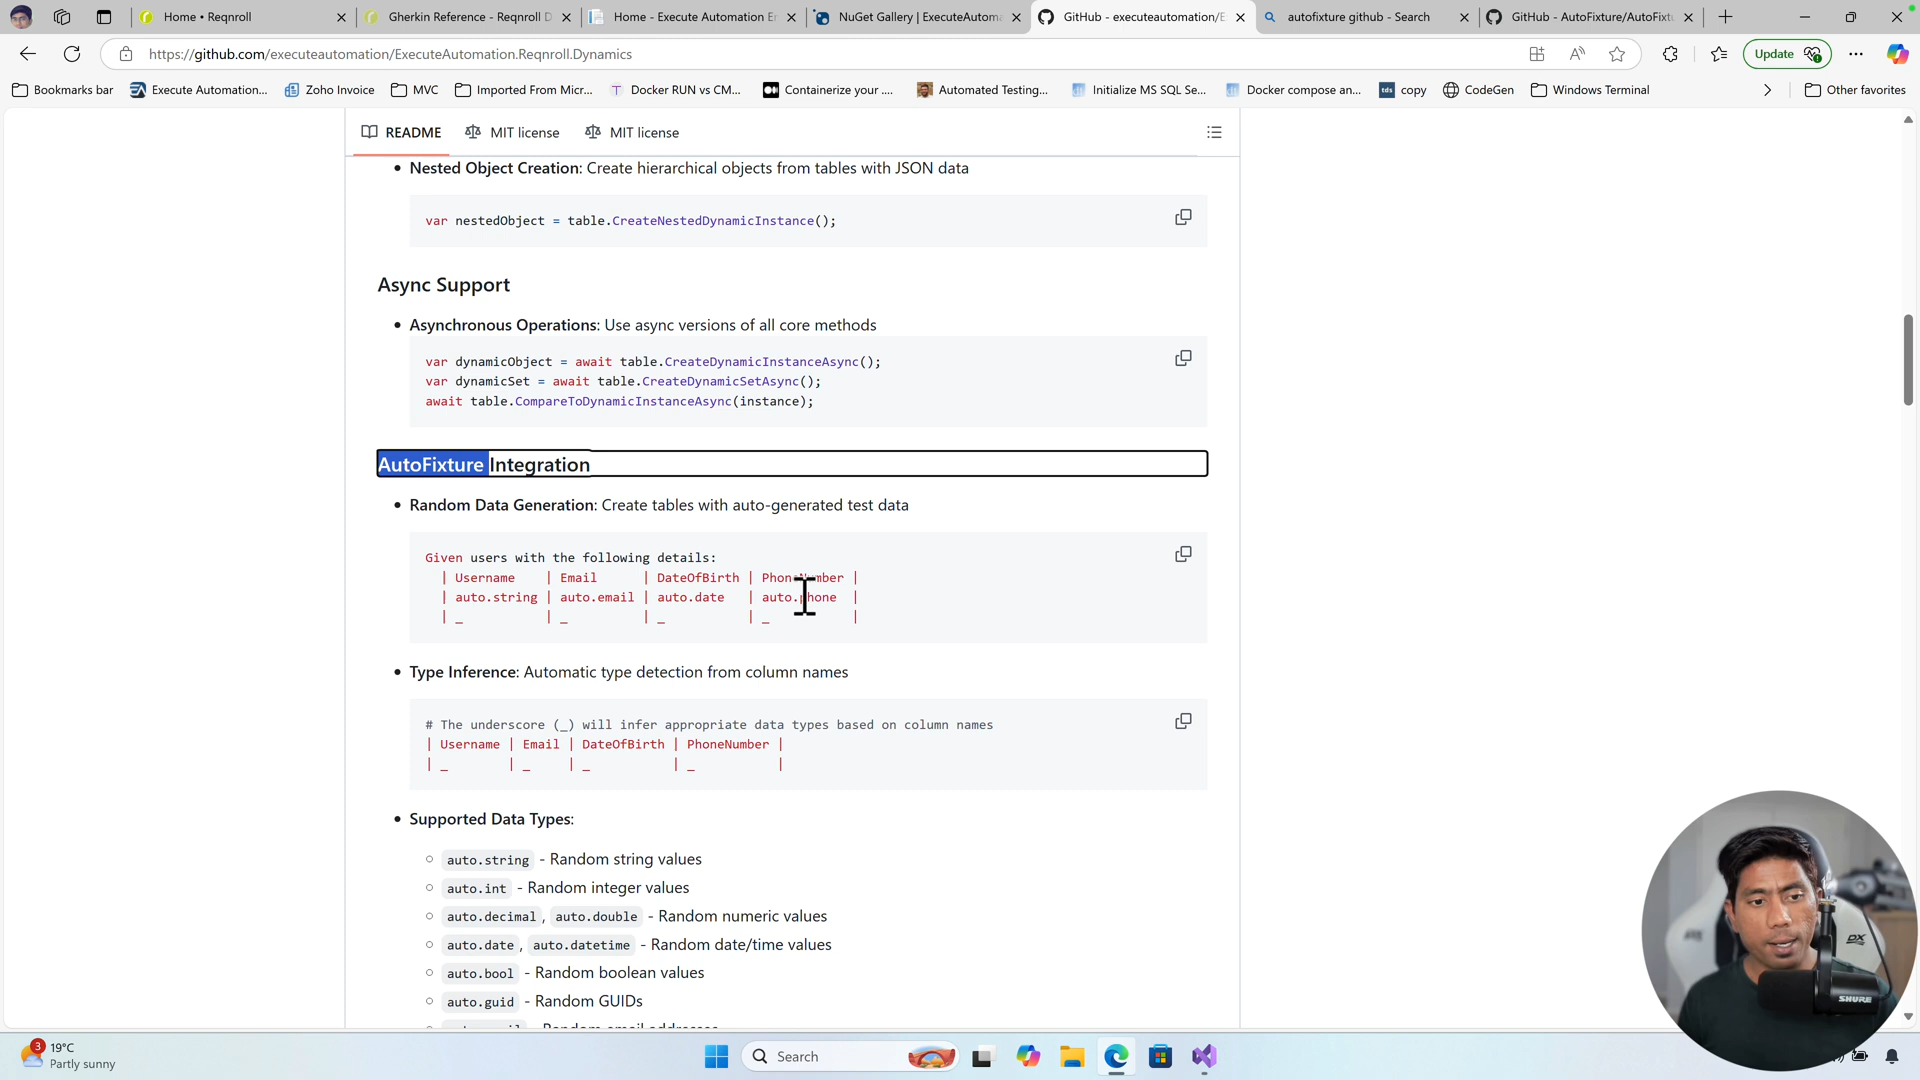 Home • Reqnroll
Gherkin Reference - Reqnroll D
Home - Execute Automation Er
NuGet Gallery | ExecuteAutoma
GitHub - executeautomation/E
autofixture github - Search
GitHub - AutoFixture/AutoFixt
https://github.com/executeautomation/ExecuteAutomation.Reqnroll.Dynamics
Update
Bookmarks bar
Execute Automation...
Zoho Invoice
MVC
Imported From Micr...
Docker RUN vs CM...
Containerize your ....
Automated Testing...
Initialize MS SQL Se...
Docker compose an...
tds copy
CodeGen
Windows Terminal
Other favorites
README
MIT license
MIT license
• Nested Object Creation: Create hierarchical objects from tables with JSON data
var nestedObject = table.CreateNestedDynamicInstance();
Async Support
• Asynchronous Operations: Use async versions of all core methods
var dynamicObject = await table.CreateDynamicInstanceAsync();
var dynamicSet = await table.CreateDynamicSetAsync();
await table.CompareToDynamicInstanceAsync(instance);
AutoFixture Integration
• Random Data Generation: Create tables with auto-generated test data
Given users with the following details:
| Username | Email | DateOfBirth | PhoneNumber |
| auto.string | auto.email | auto.date | auto.phone |
| _ | _ | _ | _ |
• Type Inference: Automatic type detection from column names
# The underscore (_) will infer appropriate data types based on column names
| Username | Email | DateOfBirth | PhoneNumber |
| _ | _ | _ | _ |
• Supported Data Types:
auto.string - Random string values
auto.int - Random integer values
auto.decimal, auto.double - Random numeric values
auto.date, auto.datetime - Random date/time values
auto.bool - Random boolean values
auto.guid - Random GUIDs
DX
SHURE
3
19°C
Partly sunny
Search